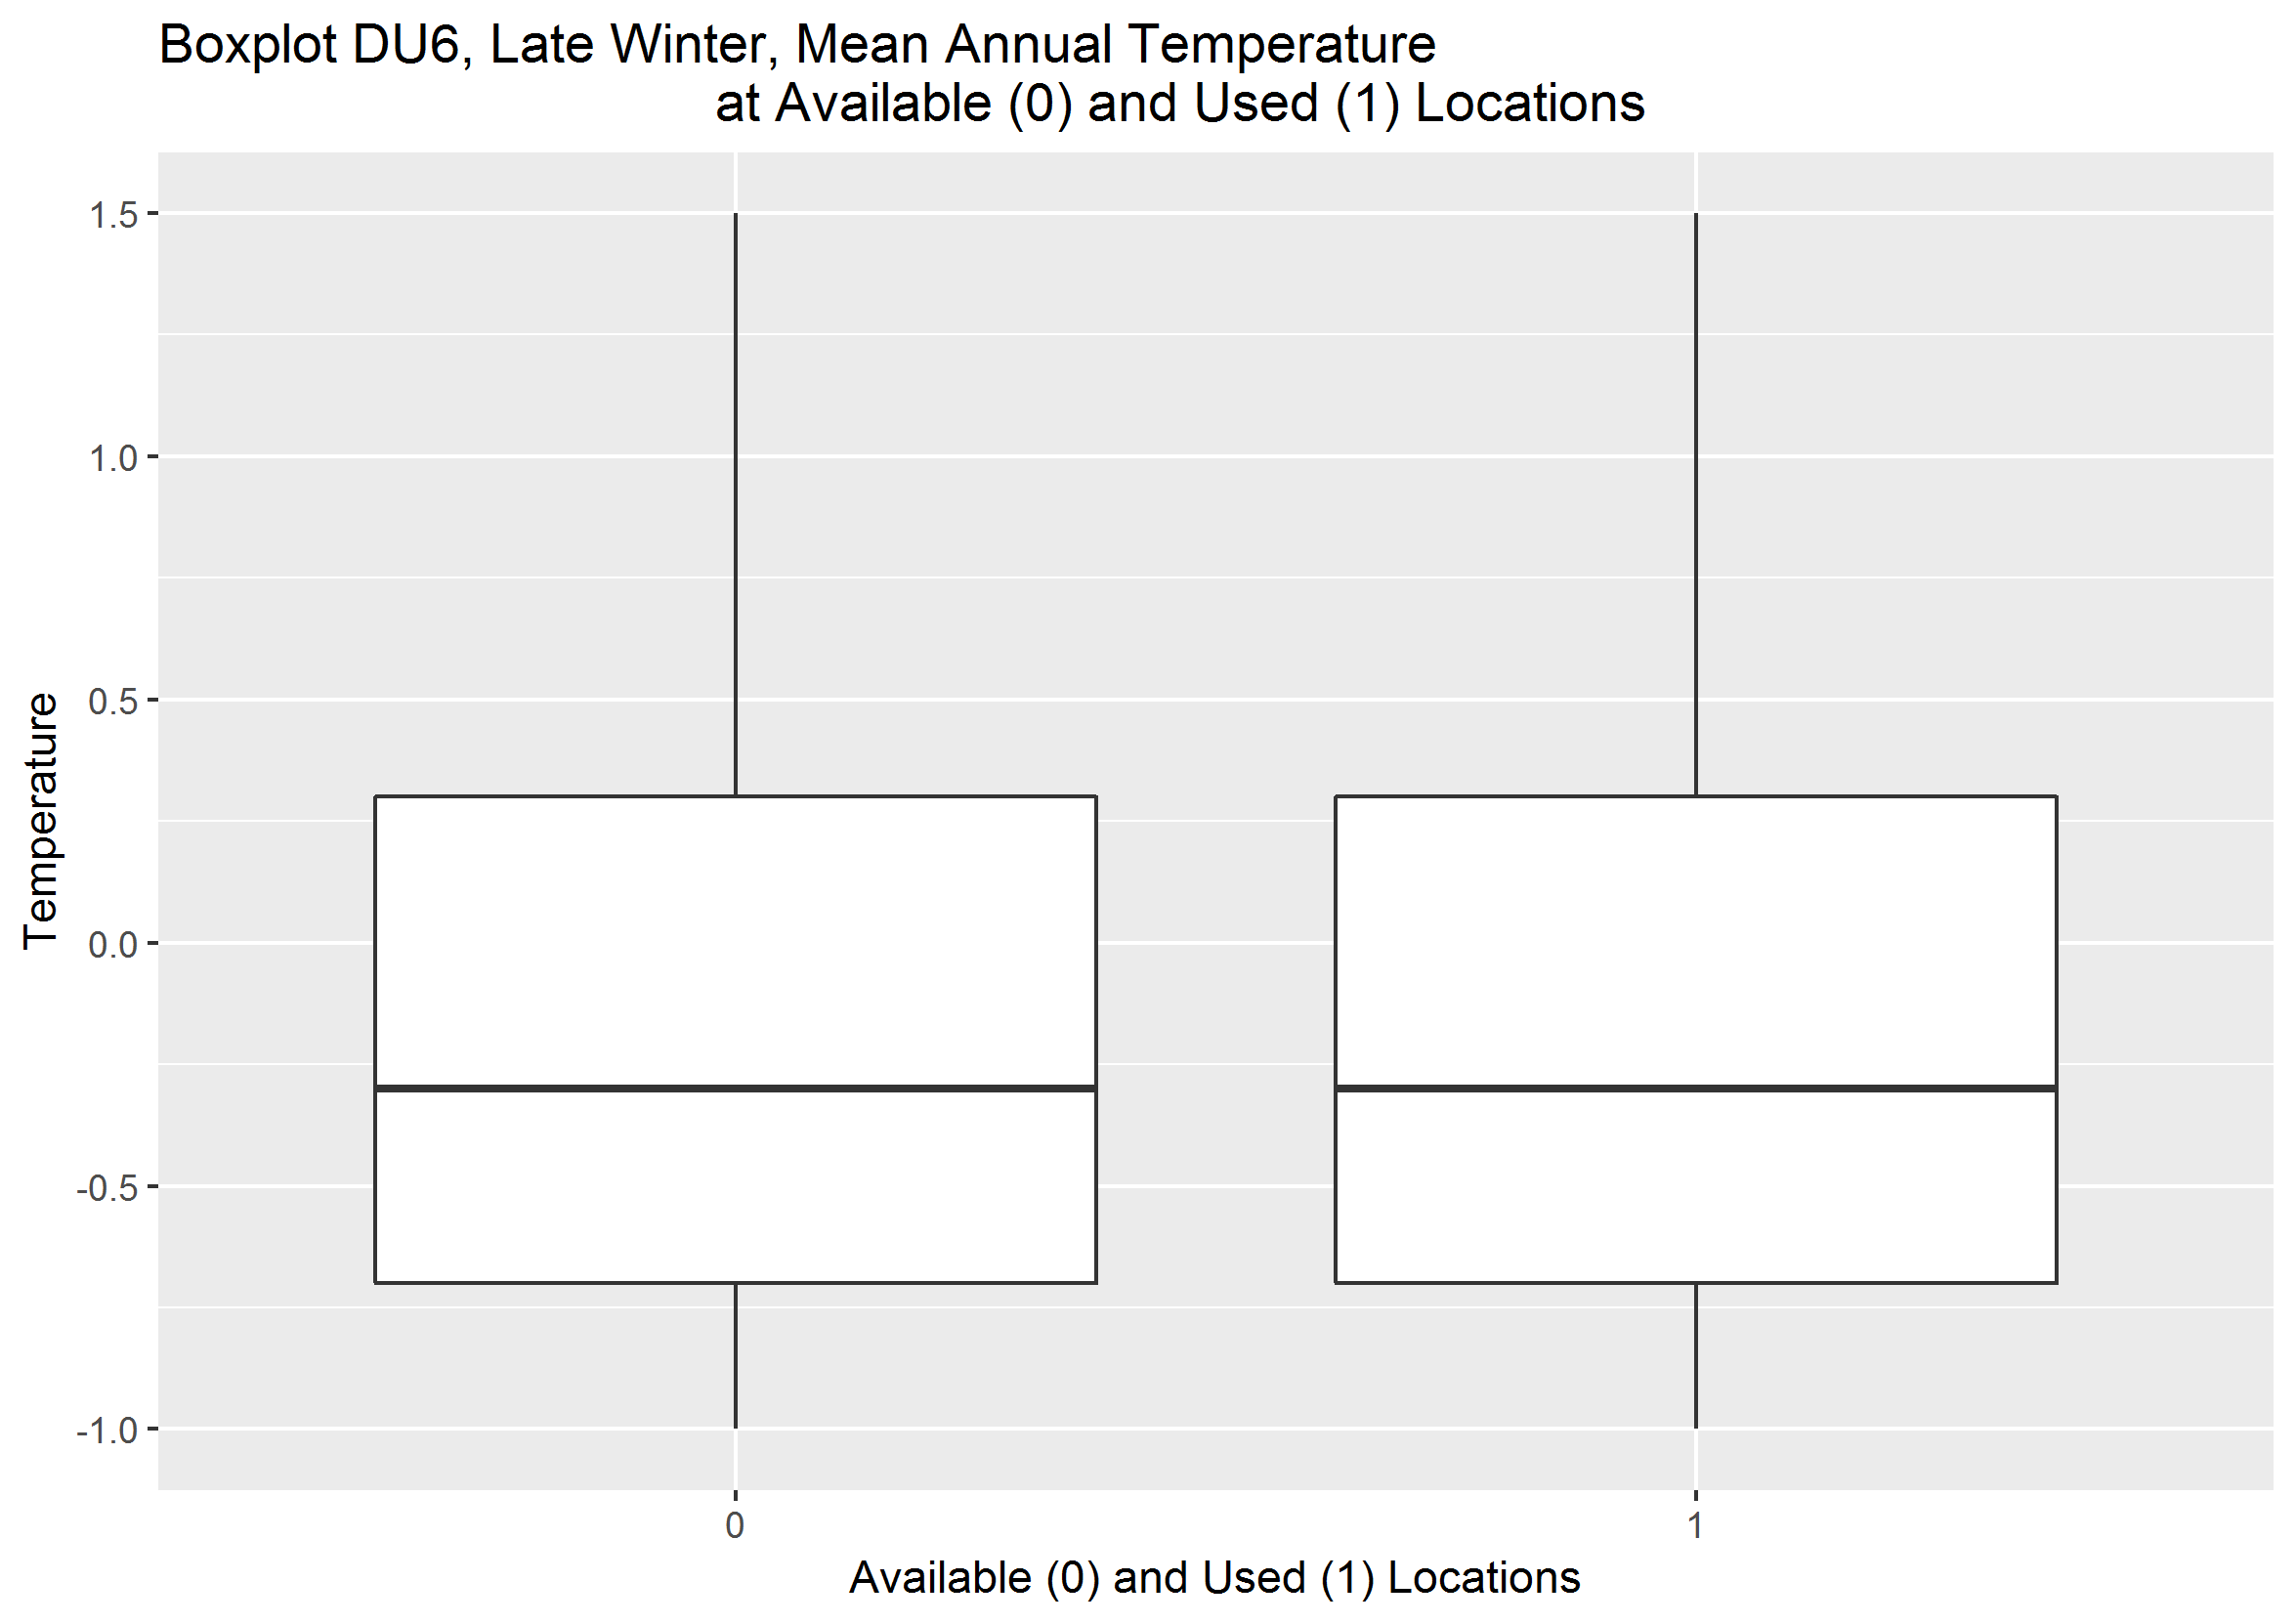 Boxplot DU6, Late Winter, Mean Annual Temperature
at Available (0) and Used (1) Locations
Temperature
1.5
1.0
0.5
0.0
-0.5
-1.0
0
1
Available (0) and Used (1) Locations